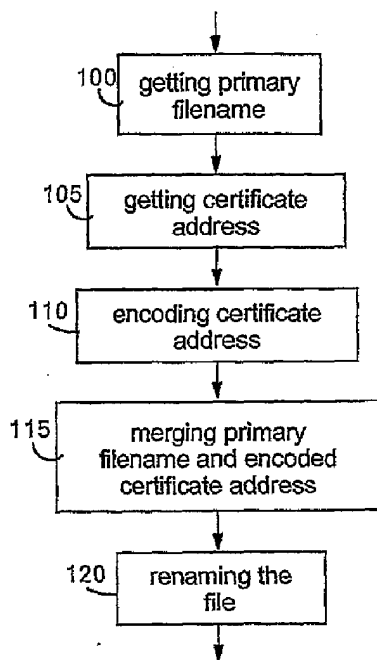 100
getting primary
filename
105
getting certificate
address
110
encoding certificate
address
115
merging primary
filename and encoded
certificate address
120
renaming the
file